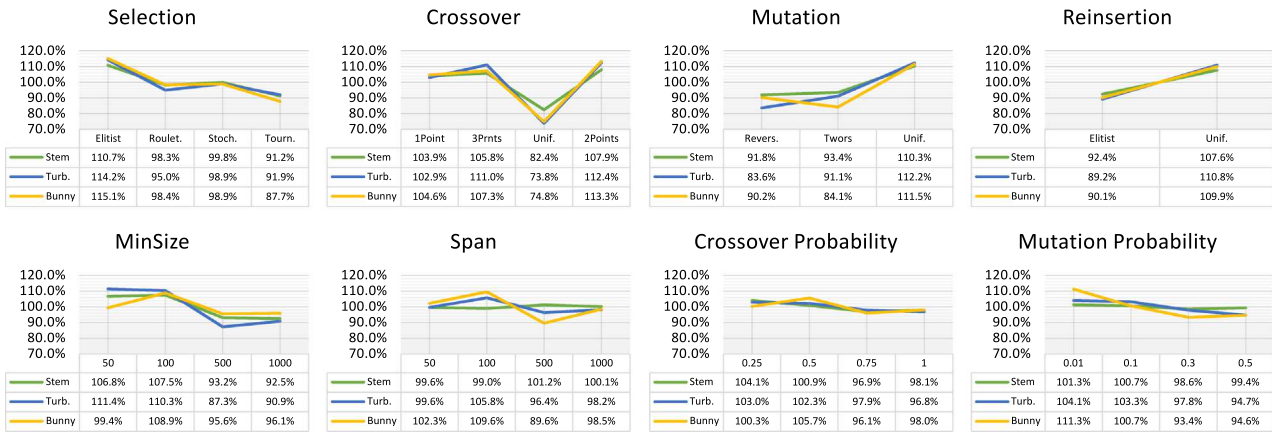 Selection
120.0%
110.0%
100.0%
90.0%
80.0%
70.0%
Elitist Roulet. Stoch. Tourn.
Stem 110.7% 98.3% 99.8% 91.2%
Turb. 114.2% 95.0% 98.9% 91.9%
Bunny 115.1% 98.4% 98.9% 87.7%
Crossover
120.0%
110.0%
100.0%
90.0%
80.0%
70.0%
1Point 3Prnts Unif. 2Points
Stem 103.9% 105.8% 82.4% 107.9%
Turb. 102.9% 111.0% 73.8% 112.4%
Bunny 104.6% 107.3% 74.8% 113.3%
Mutation
120.0%
110.0%
100.0%
90.0%
80.0%
70.0%
Revers. Twors Unif.
Stem 91.8% 93.4% 110.3%
Turb. 83.6% 91.1% 112.2%
Bunny 90.2% 84.1% 111.5%
Reinsertion
120.0%
110.0%
100.0%
90.0%
80.0%
70.0%
Elitist Unif.
Stem 92.4% 107.6%
Turb. 89.2% 110.8%
Bunny 90.1% 109.9%
MinSize
120.0%
110.0%
100.0%
90.0%
80.0%
70.0%
50 100 500 1000
Stem 106.8% 107.5% 93.2% 92.5%
Turb. 111.4% 110.3% 87.3% 90.9%
Bunny 99.4% 108.9% 95.6% 96.1%
Span
120.0%
110.0%
100.0%
90.0%
80.0%
70.0%
50 100 500 1000
Stem 99.6% 99.0% 101.2% 100.1%
Turb. 99.6% 105.8% 96.4% 98.2%
Bunny 102.3% 109.6% 89.6% 98.5%
Crossover Probability
120.0%
110.0%
100.0%
90.0%
80.0%
70.0%
0.25 0.5 0.75 1
Stem 104.1% 100.9% 96.9% 98.1%
Turb. 103.0% 102.3% 97.9% 96.8%
Bunny 100.3% 105.7% 96.1% 98.0%
Mutation Probability
120.0%
110.0%
100.0%
90.0%
80.0%
70.0%
0.01 0.1 0.3 0.5
Stem 101.3% 100.7% 98.6% 99.4%
Turb. 104.1% 103.3% 97.8% 94.7%
Bunny 111.3% 100.7% 93.4% 94.6%